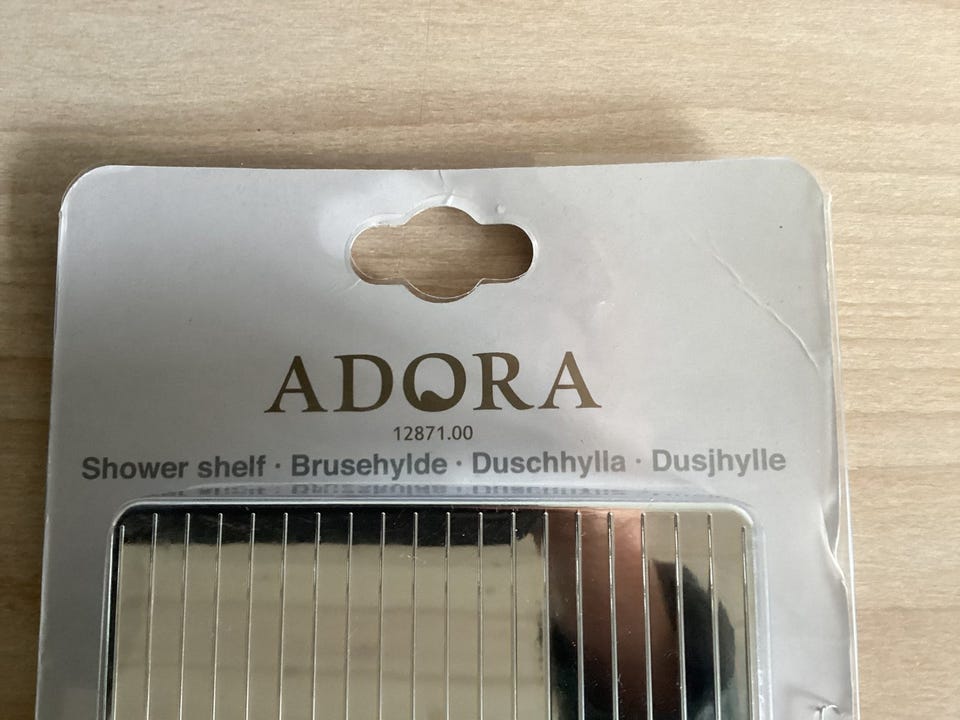 ADORA
12871.00
Shower shelf · Brusehylde · Duschhylla · Dusjhylle